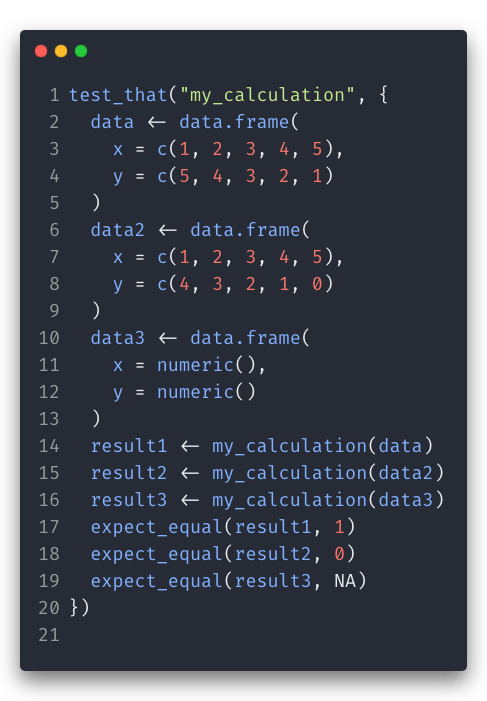 1 test_that("my_calculation", {
2   data <- data.frame(
3     x = c(1, 2, 3, 4, 5),
4     y = c(5, 4, 3, 2, 1)
5   )
6   data2 <- data.frame(
7     x = c(1, 2, 3, 4, 5),
8     y = c(4, 3, 2, 1, 0)
9   )
10   data3 <- data.frame(
11     x = numeric(),
12     y = numeric()
13   )
14   result1 <- my_calculation(data)
15   result2 <- my_calculation(data2)
16   result3 <- my_calculation(data3)
17   expect_equal(result1, 1)
18   expect_equal(result2, 0)
19   expect_equal(result3, NA)
20 })
21